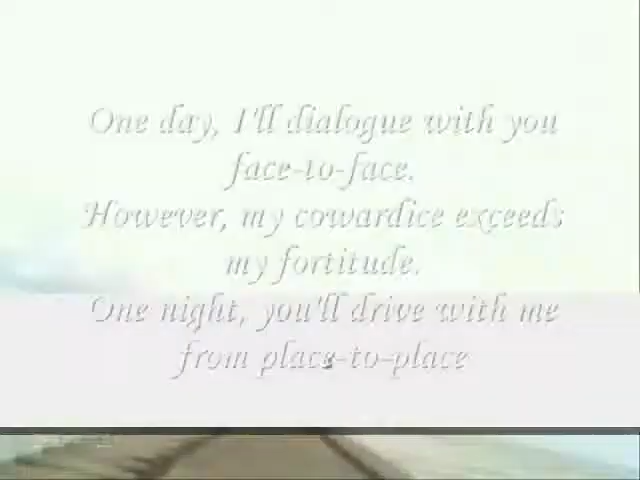 One day, I'll dialogue with you
face-to-face.
However, my cowardice exceeds
my fortitude.
One night, you'll drive with me
from place-to-place